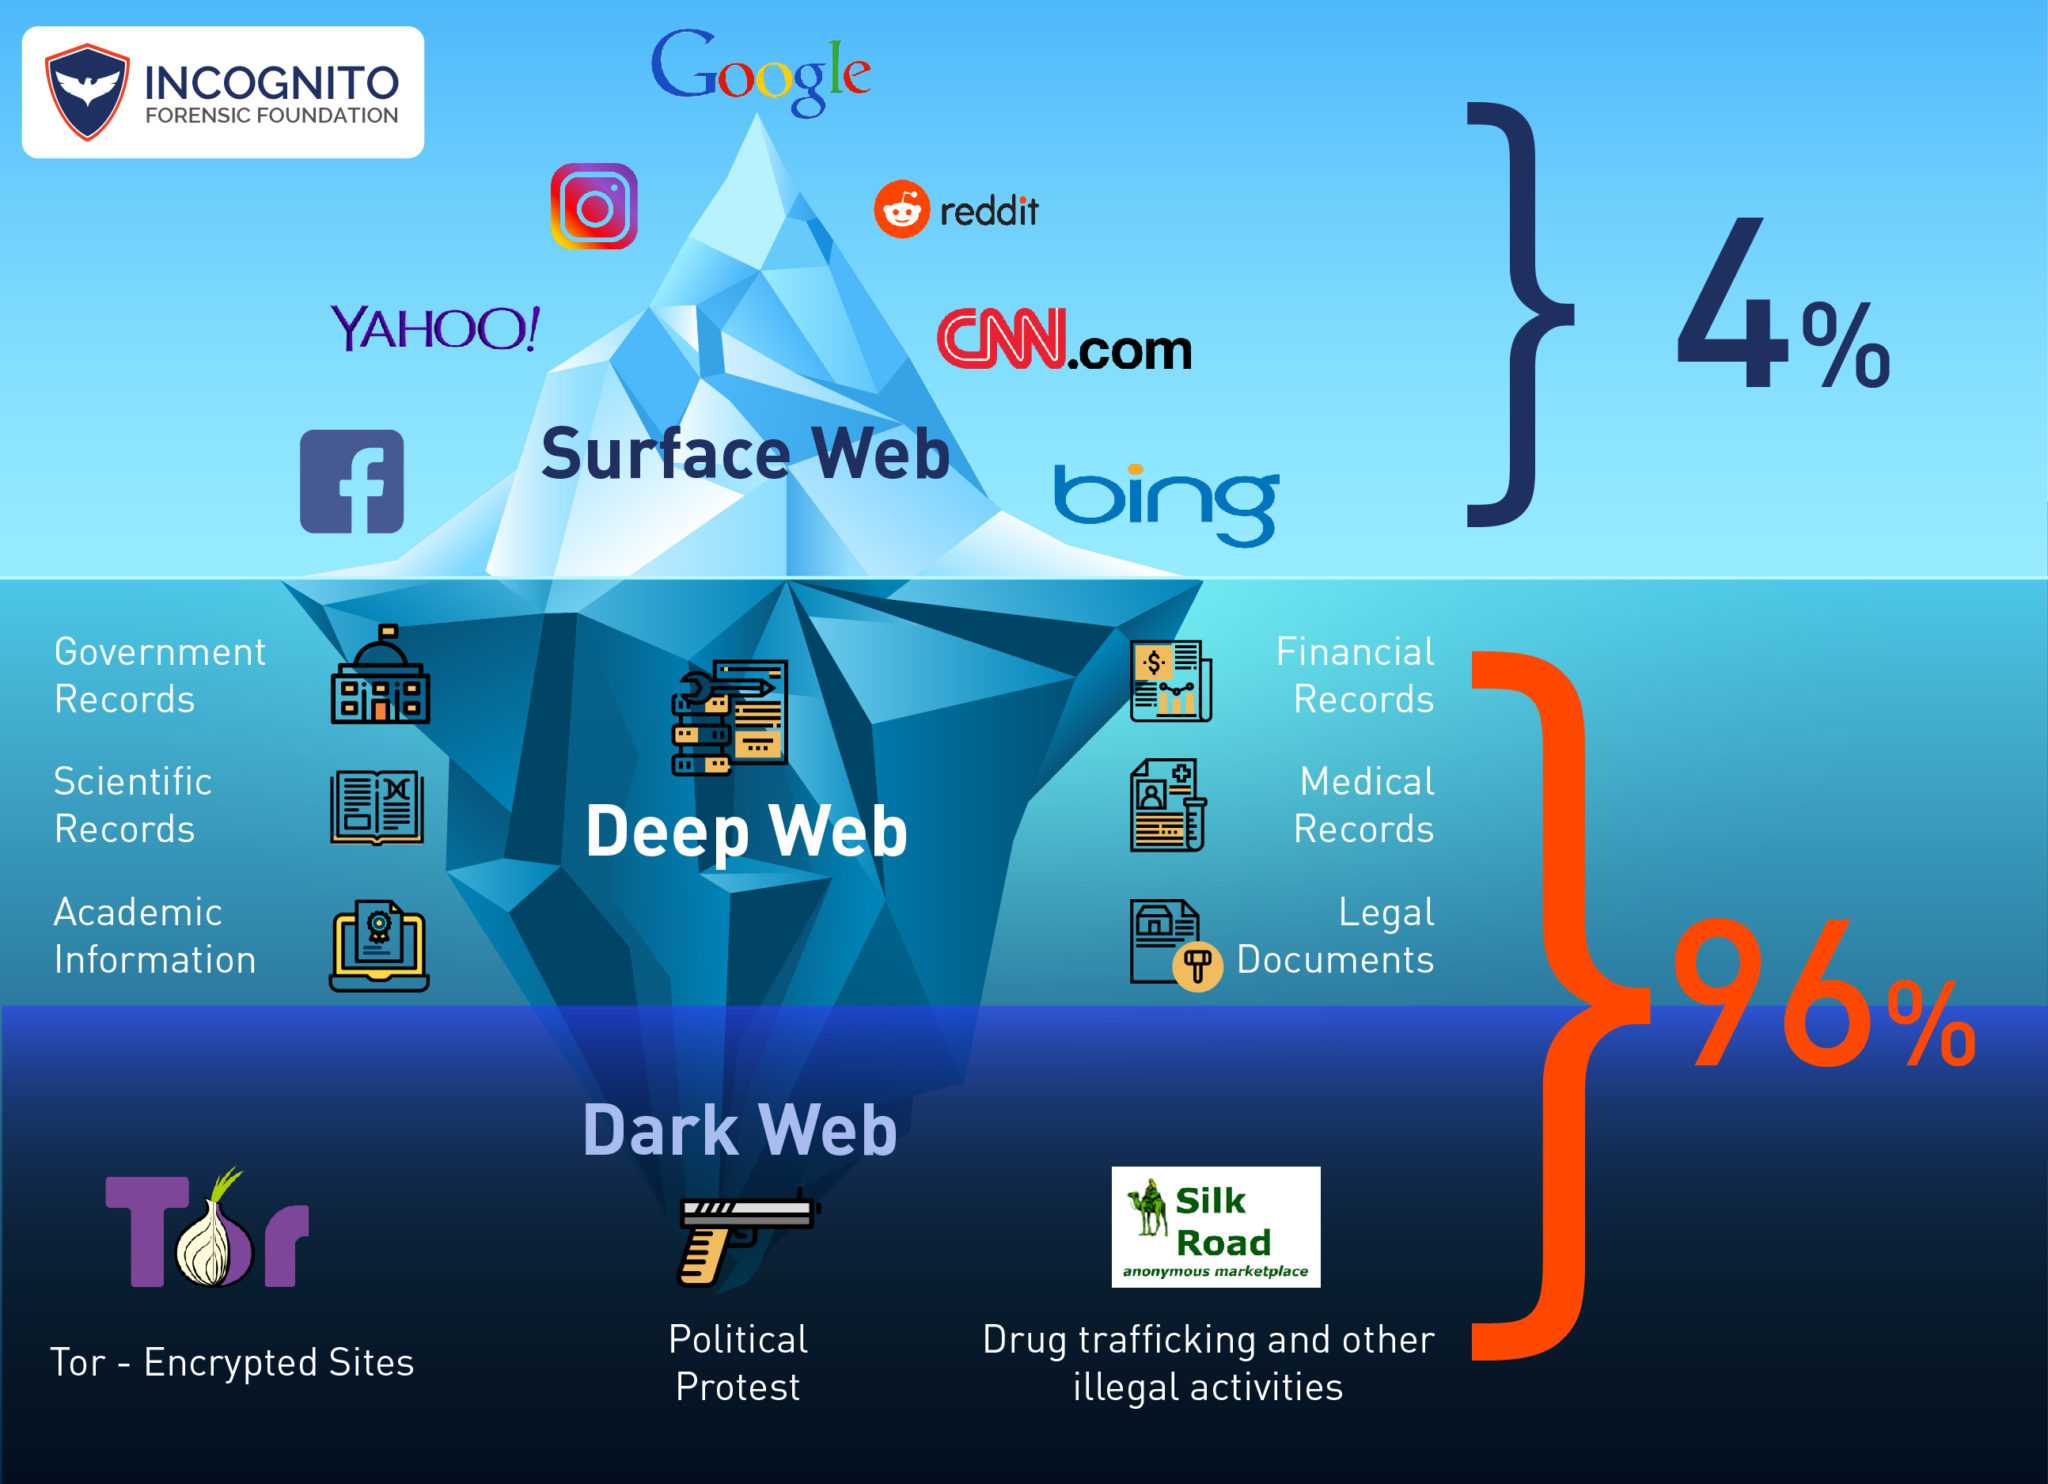 INCOGNITO
FORENSIC FOUNDATION
Google
reddit
YAHOO!
CNN.com
4%
Surface Web
f
bing
Government
Records
Financial
Records
Scientific
Records
Deep Web
Medical
Records
Academic
Information
Legal
Documents
96%
Dark Web
Tor
Silk
Road
anonymous marketplace
Tor - Encrypted Sites
Political
Protest
Drug trafficking and other
illegal activities